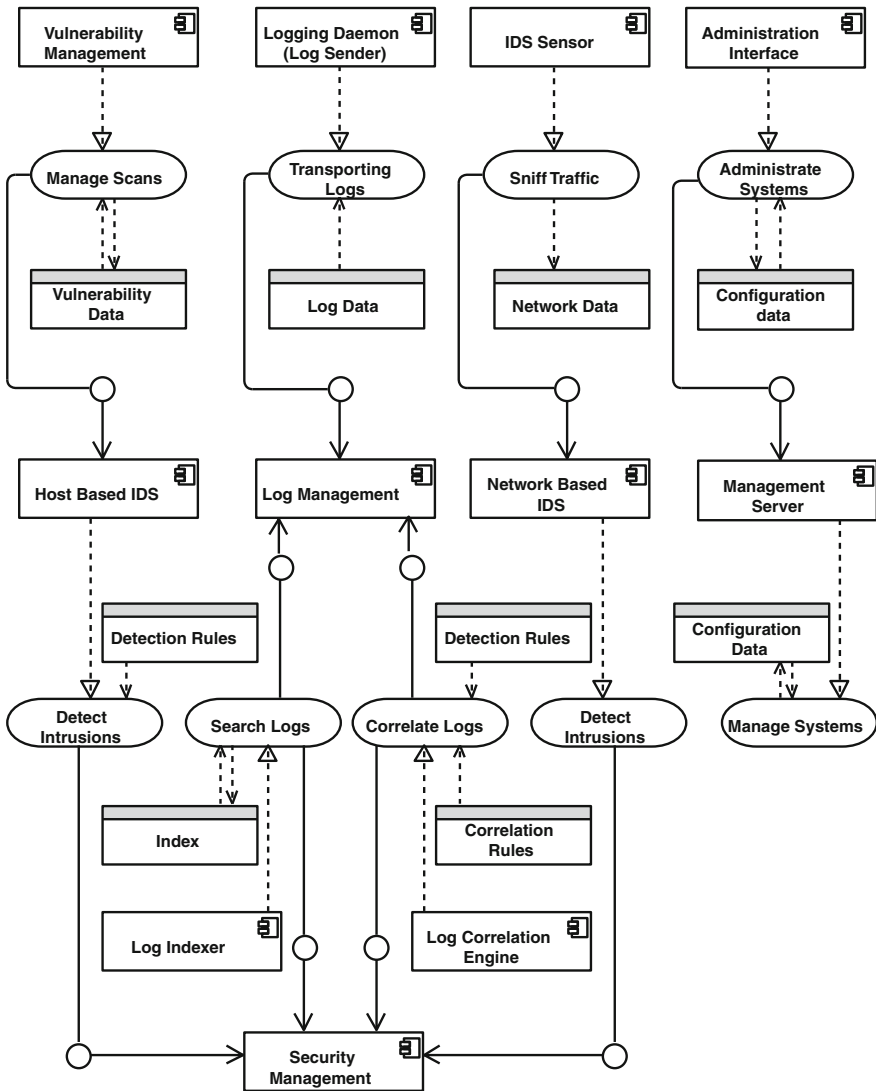 Vulnerability
Management
Logging Daemon
(Log Sender)
IDS Sensor
Administration
Interface
Manage Scans
Transporting
Logs
Sniff Traffic
Administrate
Systems
Vulnerability
Data
Log Data
Network Data
Configuration
data
Host Based IDS
Log Management
Network Based
IDS
Management
Server
Detection Rules
Detection Rules
Configuration
Data
Detect
Intrusions
Search Logs
Correlate Logs
Detect
Intrusions
Manage Systems
Index
Correlation
Rules
Log Indexer
Log Correlation
Engine
Security
Management